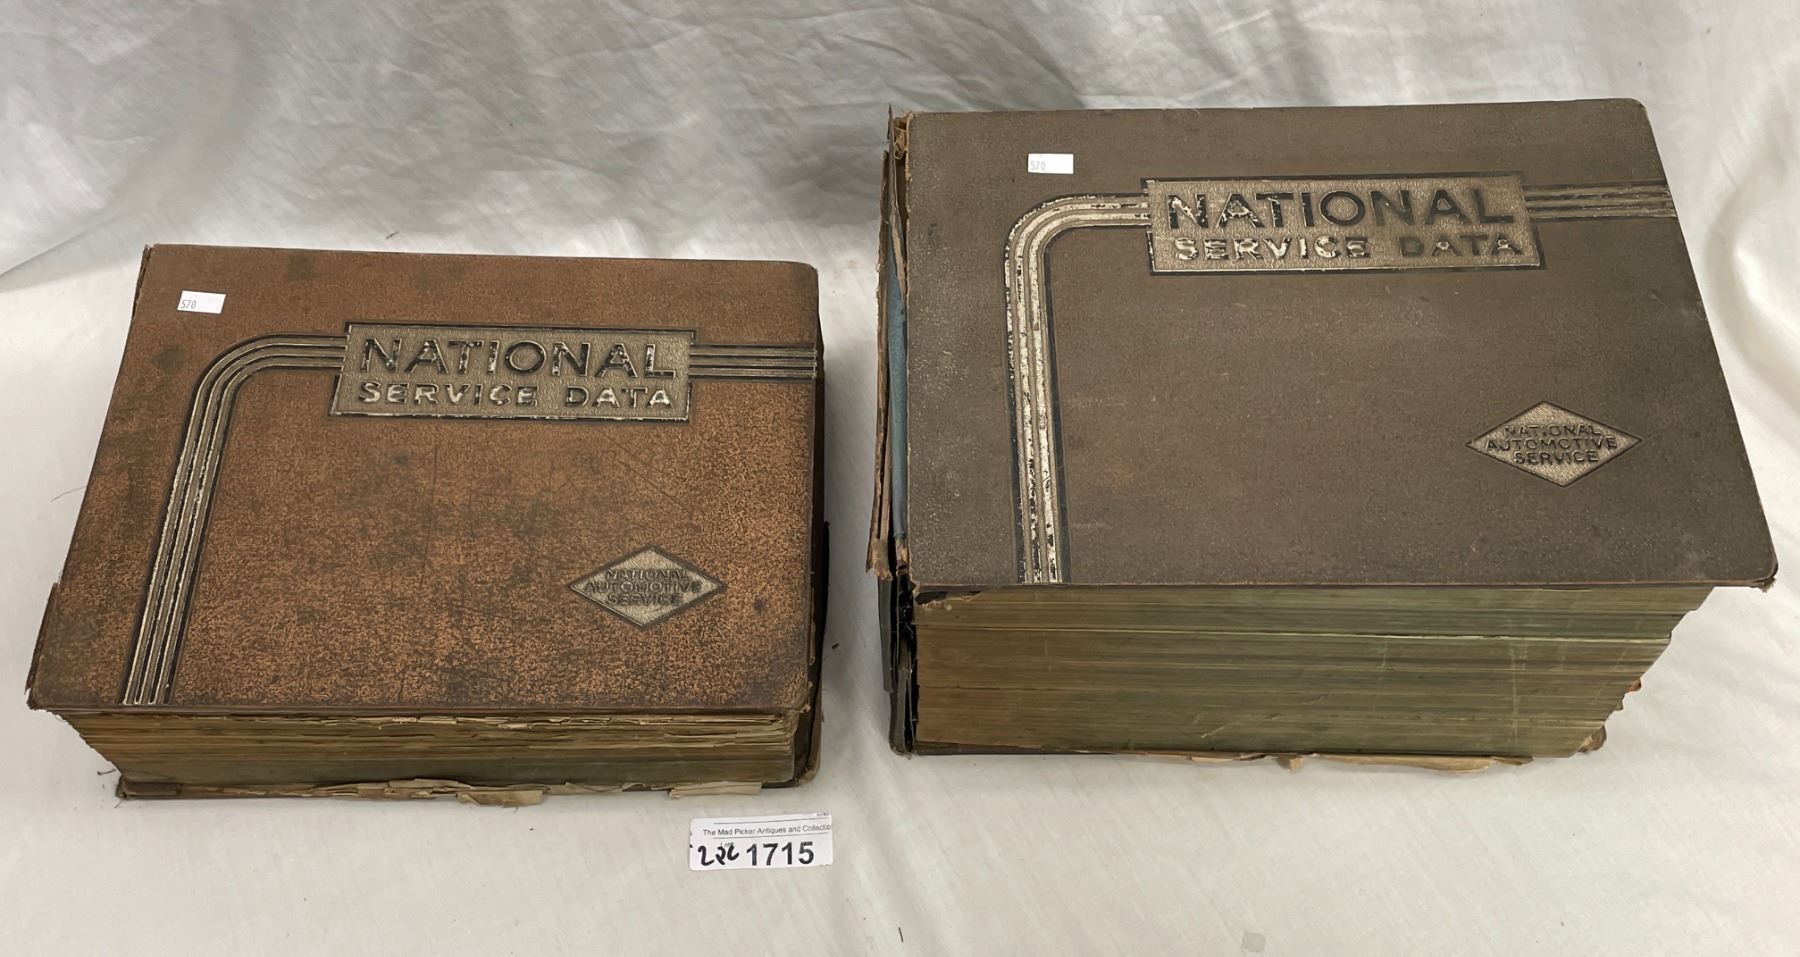 570
NATIONAL
SERVICE DATA
NATIONAL
AUTOMOTIVE
SERVICE
570
NATIONAL
SERVICE DATA
NATIONAL
AUTOMOTIVE
SERVICE
The Mad Picker Antiques and Collectib
1715